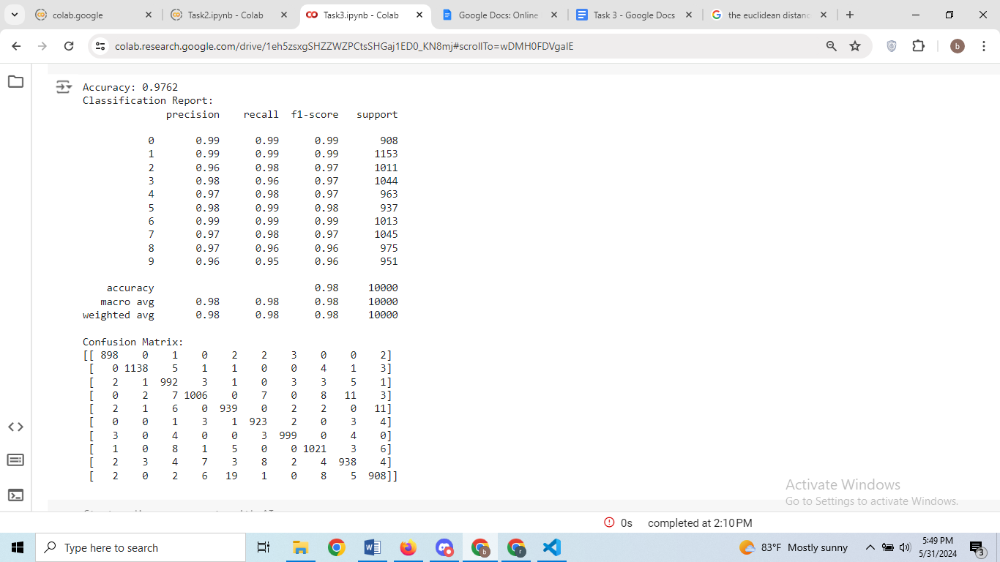 colab.google
Task2.ipynb - Colab
Task3.ipynb - Colab
Google Docs: Online
Task 3 - Google Docs
the euclidean distanc
colab.research.google.com/drive/1eh5zsxgSHZZWZPCtsSHGaj1ED0_KN8mj#scrollTo=wDMH0FDVgalE
b
Accuracy: 0.9762
Classification Report:
precision recall f1-score support
0 0.99 0.99 0.99 908
1 0.99 0.99 0.99 1153
2 0.96 0.98 0.97 1011
3 0.98 0.96 0.97 1044
4 0.97 0.98 0.97 963
5 0.98 0.99 0.98 937
6 0.99 0.99 0.99 1013
7 0.97 0.98 0.97 1045
8 0.97 0.96 0.96 975
9 0.96 0.95 0.96 951
accuracy 0.98 10000
macro avg 0.98 0.98 0.98 10000
weighted avg 0.98 0.98 0.98 10000
Confusion Matrix:
[[ 898 0 1 0 2 2 3 0 0 2]
[ 0 1138 5 1 1 0 0 4 1 3]
[ 2 1 992 3 1 0 3 3 5 1]
[ 0 2 7 1006 0 7 0 8 11 3]
[ 2 1 6 0 939 0 2 2 0 11]
[ 0 0 1 3 1 923 2 0 3 4]
[ 3 0 4 0 0 3 999 0 4 0]
[ 1 0 8 1 5 0 0 1021 3 6]
[ 2 3 4 7 3 8 2 4 938 4]
[ 2 0 2 6 19 1 0 8 5 908]]
Activate Windows
Go to Settings to activate Windows.
0s completed at 2:10 PM
Type here to search
83°F Mostly sunny
5:49 PM
5/31/2024
3